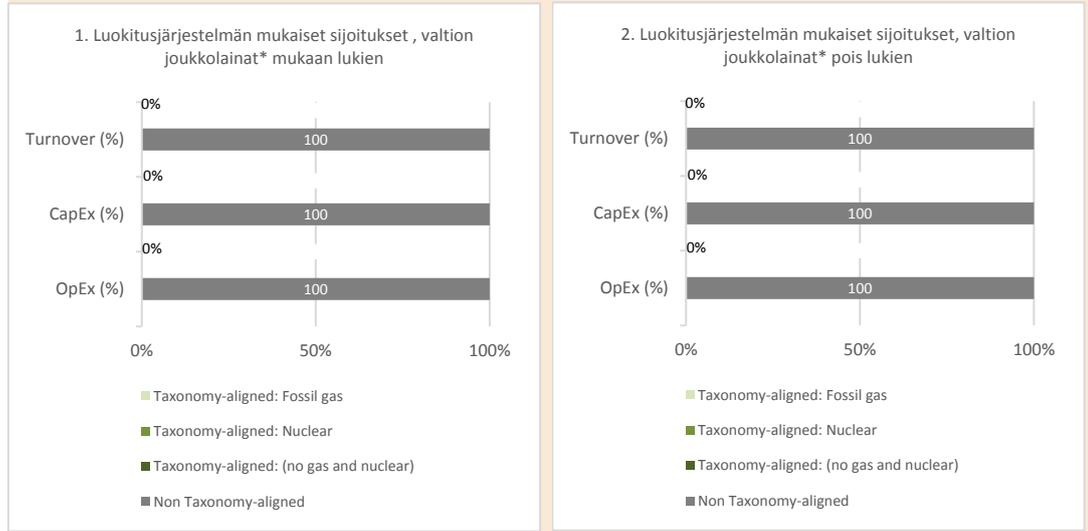 1. Luokitusjärjestelmän mukaiset sijoitukset , valtion
joukkolainat* mukaan lukien
0%
Turnover (%)
100
0%
CapEx (%)
100
0%
OpEx (%)
100
0%
50%
100%
Taxonomy-aligned: Fossil gas
Taxonomy-aligned: Nuclear
Taxonomy-aligned: (no gas and nuclear)
Non Taxonomy-aligned
2. Luokitusjärjestelmän mukaiset sijoitukset, valtion
joukkolainat* pois lukien
0%
Turnover (%)
100
0%
CapEx (%)
100
0%
OpEx (%)
100
0%
50%
100%
Taxonomy-aligned: Fossil gas
Taxonomy-aligned: Nuclear
Taxonomy-aligned: (no gas and nuclear)
Non Taxonomy-aligned